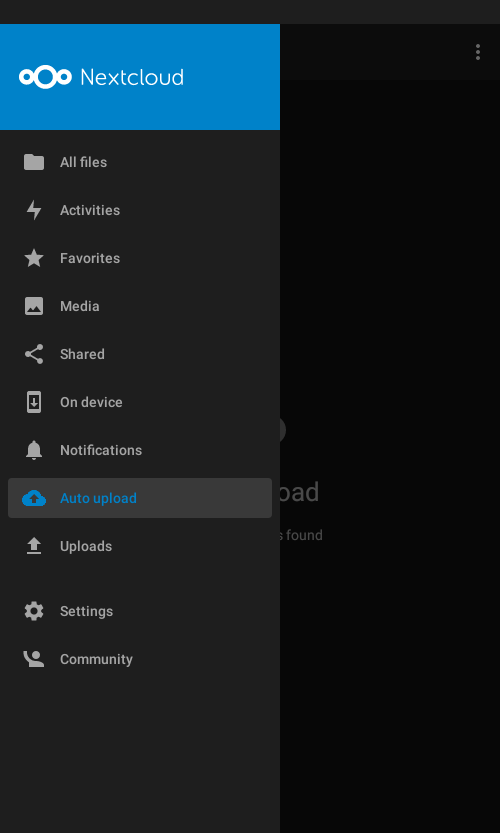 Nextcloud
All files
Activities
Favorites
Media
Shared
On device
Notifications
Auto upload
Uploads
Settings
Community
oad
s found